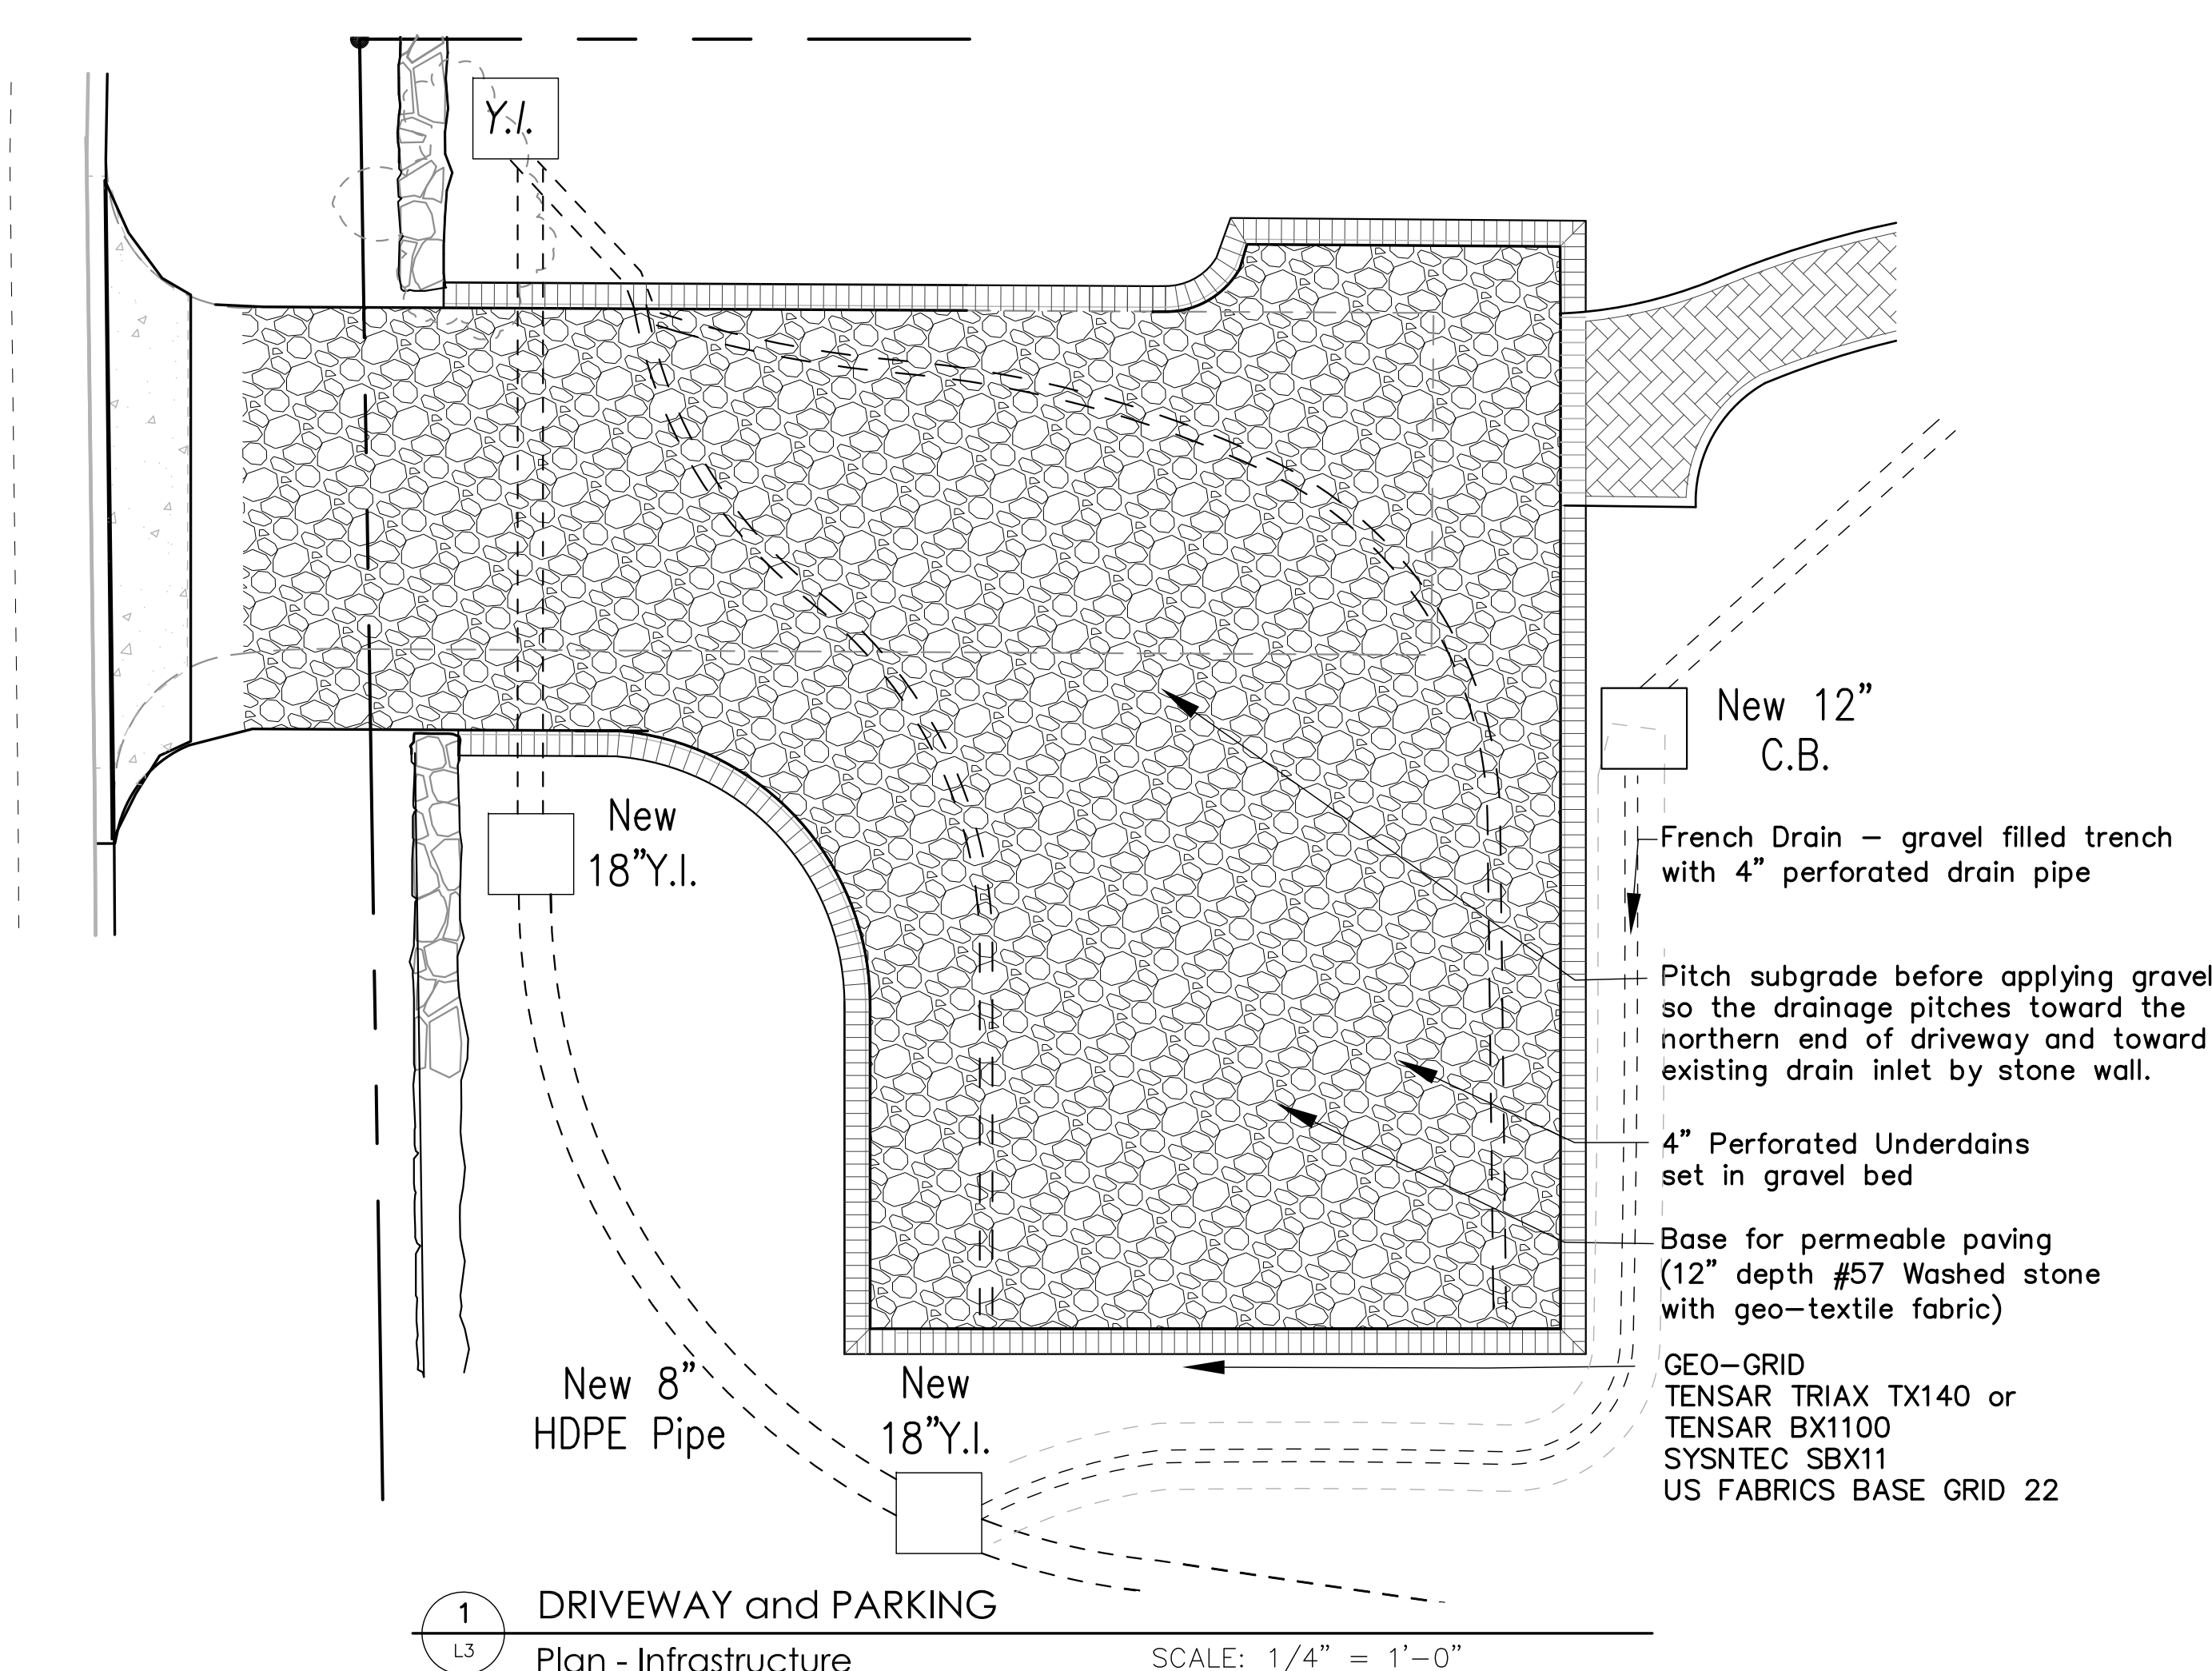 Y.I.
New 12”
C.B.
New
18”Y.I.
French Drain – gravel filled trench
with 4” perforated drain pipe
Pitch subgrade before applying gravel
so the drainage pitches toward the
northern end of driveway and toward
existing drain inlet by stone wall.
4” Perforated Underdains
set in gravel bed
Base for permeable paving
(12” depth #57 Washed stone
with geo–textile fabric)
GEO–GRID
TENSAR TRIAX TX140 or
TENSAR BX1100
SYSNTEC SBX11
US FABRICS BASE GRID 22
New 8”
HDPE Pipe
New
18”Y.I.
1
L3
DRIVEWAY and PARKING
Plan - Infrastructure
SCALE: 1/4” = 1’–0”